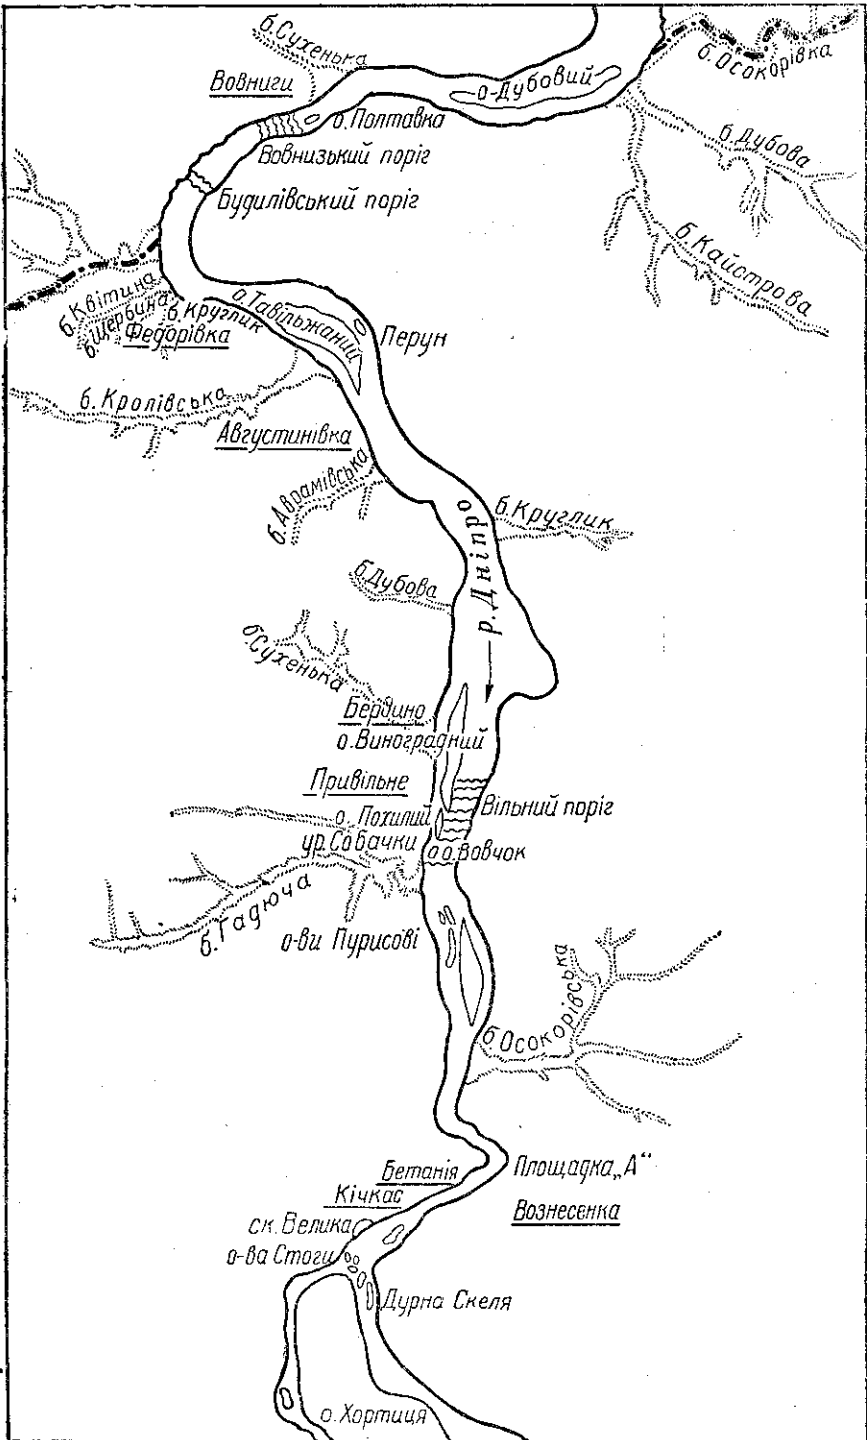 б.Сухенька
б.Осокорівка
Вовниги
о-Дубовий
о.Полтавка
б.Дубова
Вовнизький поріг
Будилівський поріг
б.Кайстрова
б.Квітина
б.Щербина
б.Круглик
о.Тавільжаний
Федорівка
Перун
б.Кролівська
Августинівка
б.Аврамівська
б.Круглик
р.Дніпро
б.Дубова
б.Сухенька
Бердино
о.Виноградний
Привільне
Вільний поріг
о.Похилий
ур.Собачки
о.Вовчок
б.Гадюча
о-ви Пурисові
б.Осокорівська
Бетанія
Площадка„А“
Кічкас
Вознесенка
ск.Велика
о-ва Стоги
Дурна Скеля
о.Хортиця